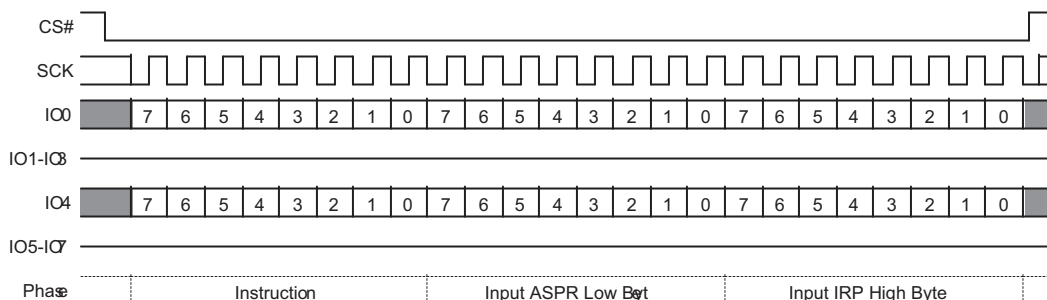 CS#
SCK
IO0 7 6 5 4 3 2 1 0 7 6 5 4 3 2 1 0 7 6 5 4 3 2 1 0
IO1-IO3
IO4 7 6 5 4 3 2 1 0 7 6 5 4 3 2 1 0 7 6 5 4 3 2 1 0
IO5-IO7
Phase Instruction Input ASPR Low Byte Input IRP High Byte